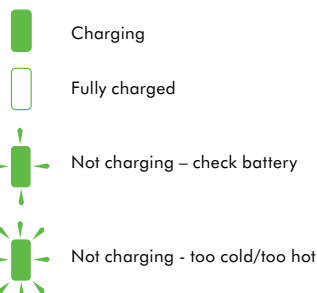 Charging
Fully charged
Not charging – check battery
Not charging - too cold/too hot